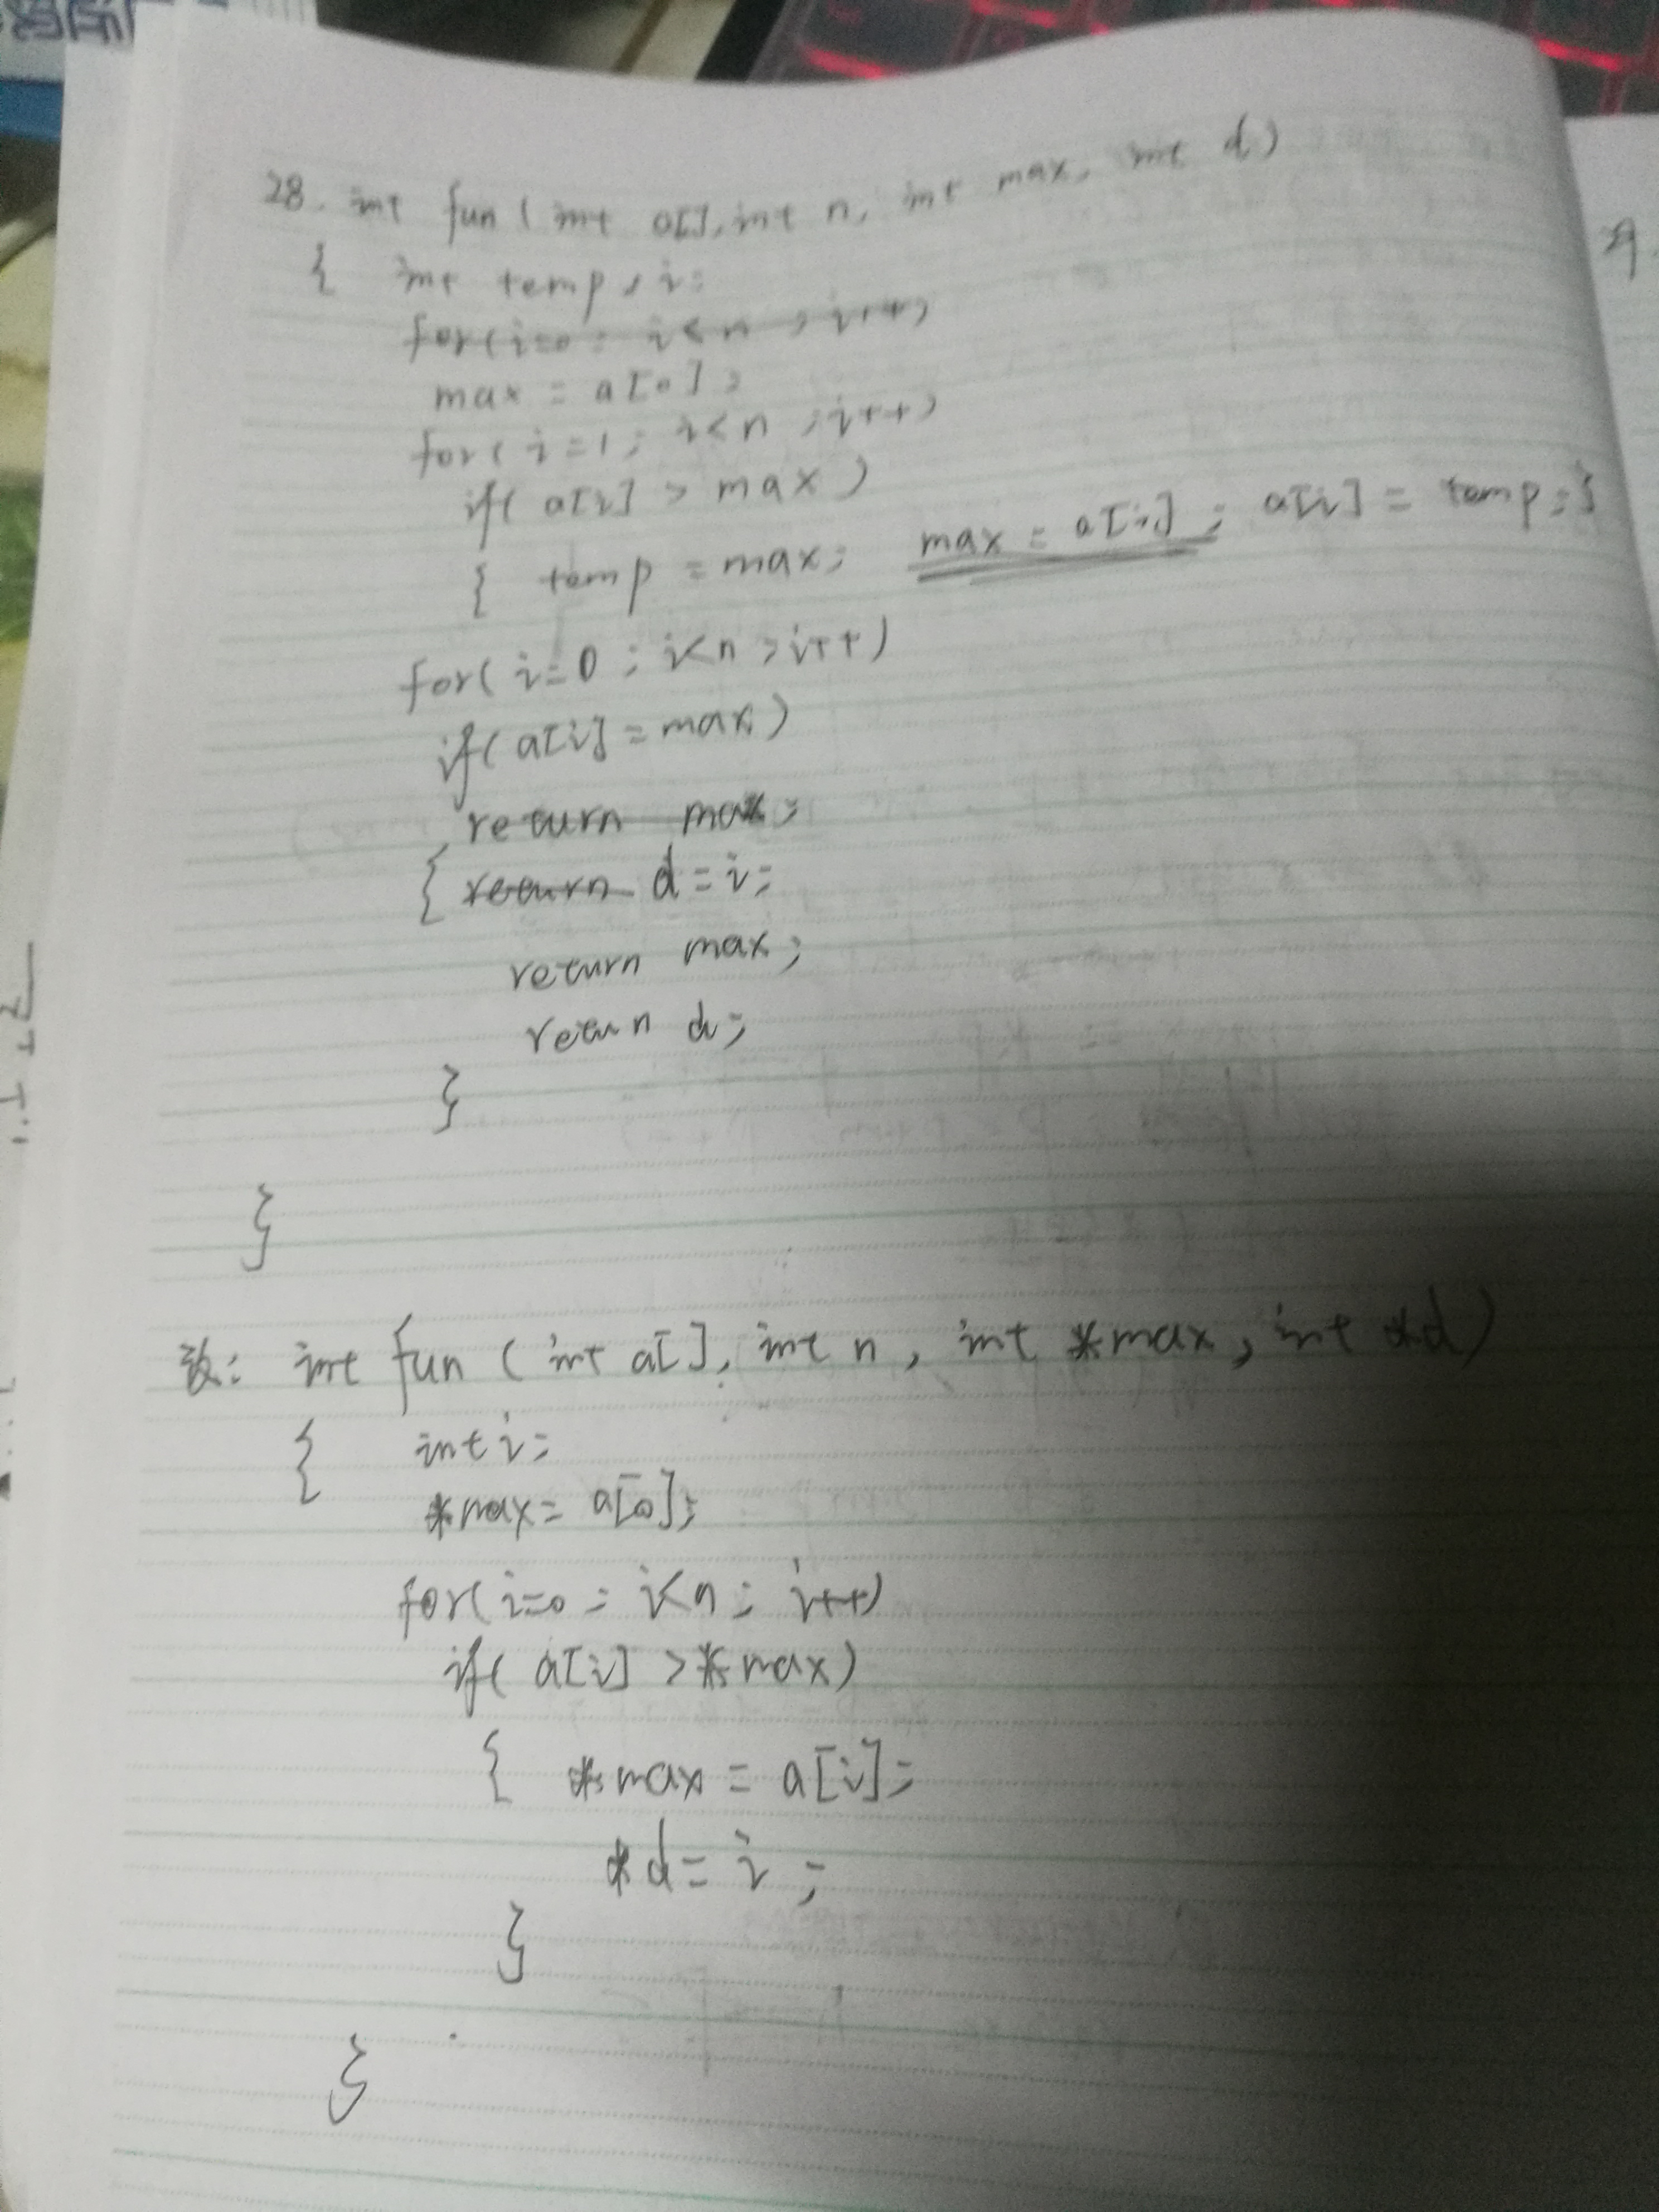 28. int fun ( int a[], int n, int max, int d)
{ int temp, i;
for(i=0; i<n; i++)
max = a[0];
for( i=1; i<n; i++)
if( a[i] > max )
{ temp = max; max = a[i]; a[i] = temp;}
for( i=0; i<n; i++)
if( a[i] = max)
return max;
{ return d=i;
return max;
retun d;
}
}
int fun ( int a[], int n, int *max, int *d)
{ int i;
*max = a[0];
for(i=0; i<n; i++)
if( a[i] > *max)
{ *max = a[i];
*d = i;
}
}